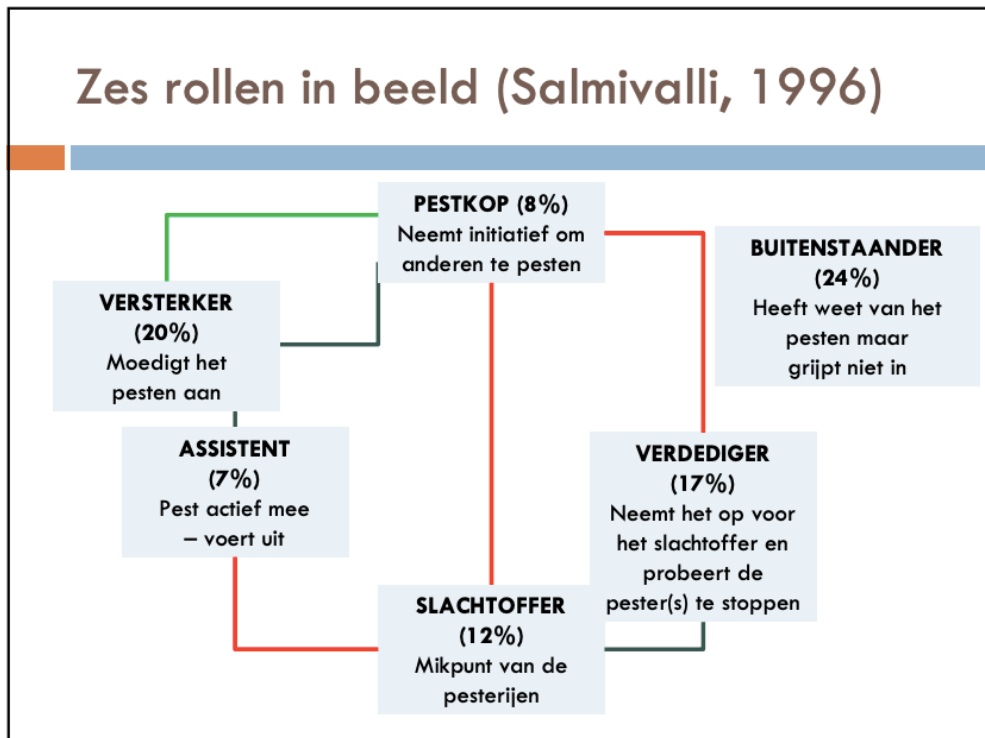 Zes rollen in beeld (Salmivalli, 1996)
PESTKOP (8%)
Neemt initiatief om
anderen te pesten
BUITENSTAANDER
(24%)
Heeft weet van het
pesten maar
grijpt niet in
VERSTERKER
(20%)
Moedigt het
pesten aan
ASSISTENT
(7%)
Pest actief mee
– voert uit
VERDEDIGER
(17%)
Neemt het op voor
het slachtoffer en
probeert de
pester(s) te stoppen
SLACHTOFFER
(12%)
Mikpunt van de
pesterijen